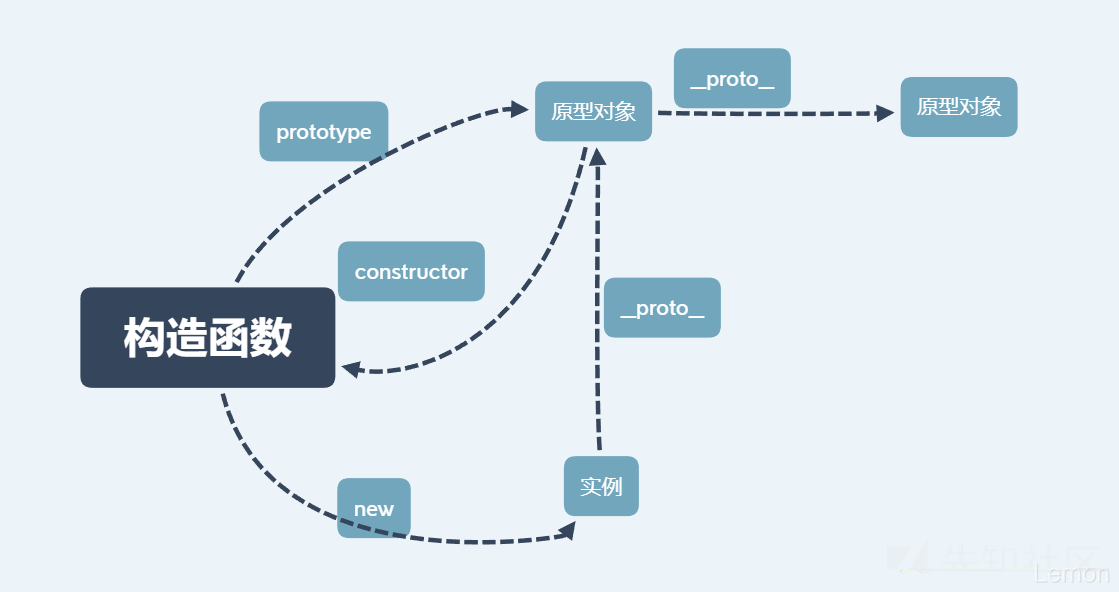 __proto__
原型对象
原型对象
prototype
constructor
__proto__
构造函数
实例
new
先知社区
Lemon